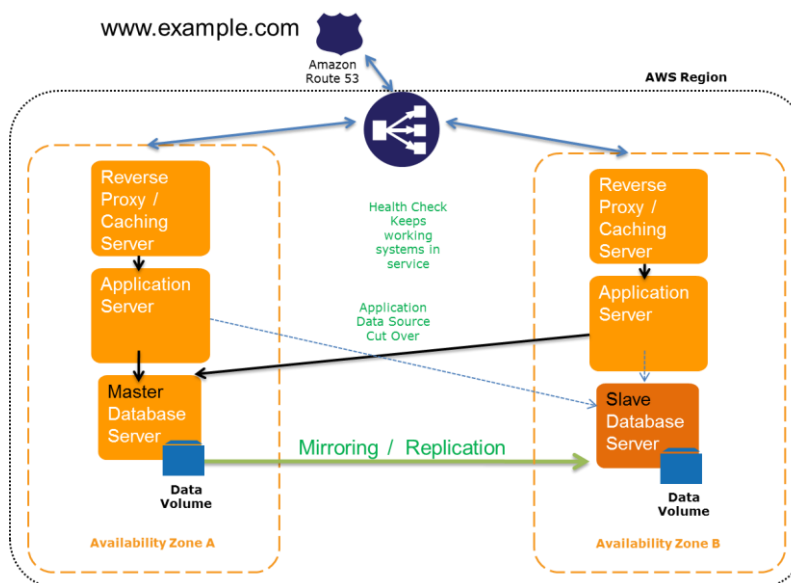 www.example.com
Amazon
Route 53
AWS Region
Reverse
Proxy /
Caching
Server
Application
Server
Master
Database
Server
Data
Volume
Availability Zone A
Health Check
Keeps
working
systems in
service
Application
Data Source
Cut Over
Mirroring / Replication
Reverse
Proxy /
Caching
Server
Application
Server
Slave
Database
Server
Data
Volume
Availability Zone B